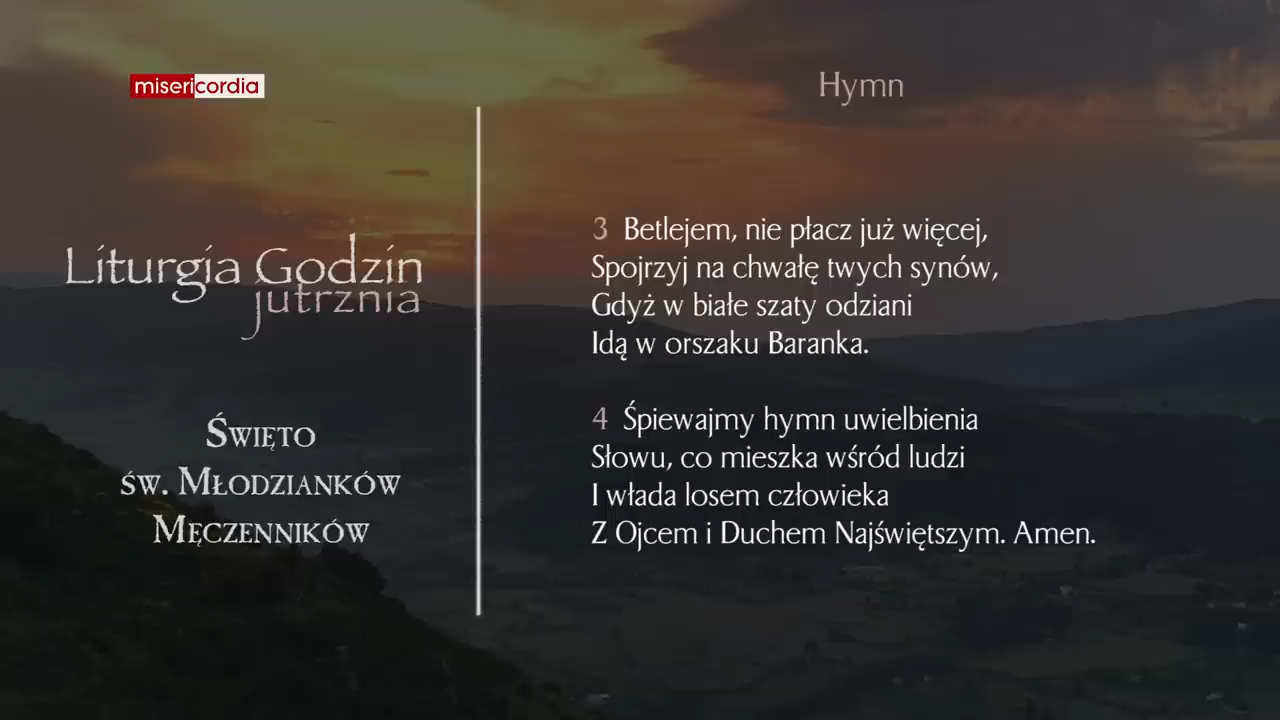 misericordia
Liturgia Godzin
jutrznia
Święto
św. Młodzianków
Męczenników
Hymn
3 Betlejem, nie płacz już więcej,
Spojrzyj na chwałę twych synów,
Gdyż w białe szaty odziani
Idą w orszaku Baranka.
4 Śpiewajmy hymn uwielbienia
Słowu, co mieszka wśród ludzi
I włada losem człowieka
Z Ojcem i Duchem Najświętszym. Amen.